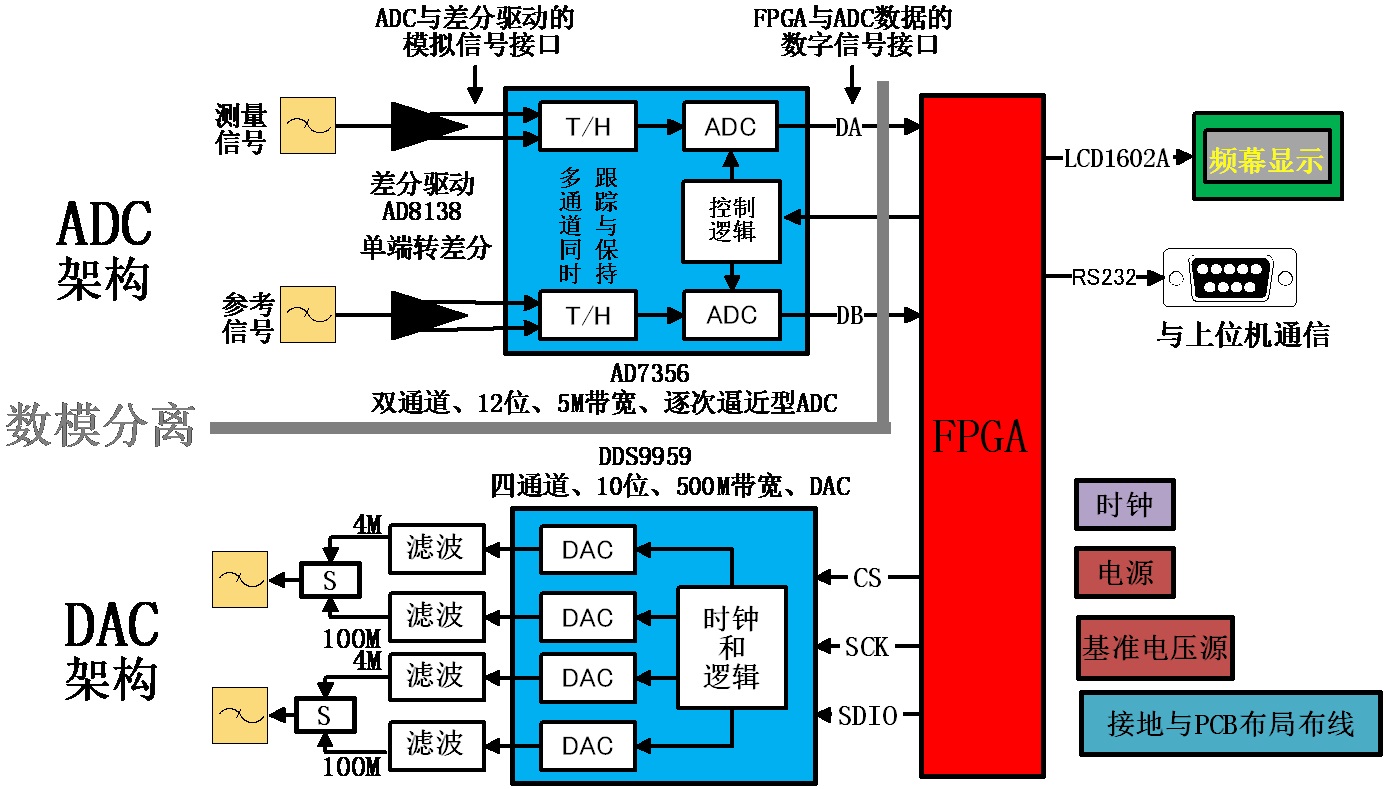 ADC与差分驱动的
模拟信号接口
FPGA与ADC数据的
数字信号接口
测量
信号
T/H
ADC
DA
LCD1602A
频幕显示
差分驱动
AD8138
单端转差分
多通道同时
跟踪与保持
控制
逻辑
ADC
架构
RS232
与上位机通信
参考
信号
T/H
ADC
DB
AD7356
双通道、12位、5M带宽、逐次逼近型ADC
数模分离
FPGA
DDS9959
四通道、10位、500M带宽、DAC
时钟
电源
基准电压源
接地与PCB布局布线
4M
滤波
DAC
S
CS
100M
滤波
DAC
时钟
和
逻辑
SCK
DAC
架构
4M
滤波
DAC
S
SDIO
100M
滤波
DAC